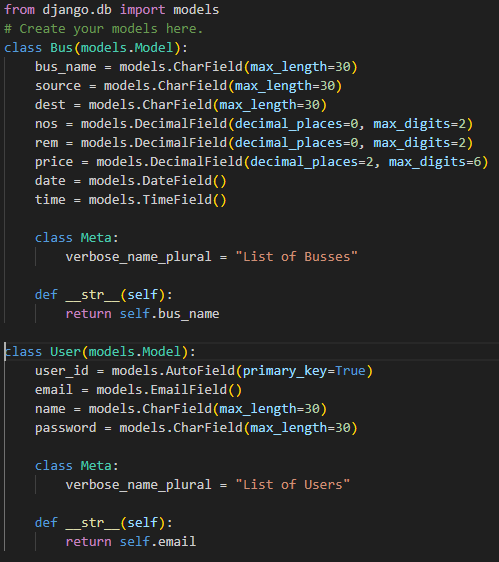 from django.db import models
# Create your models here.
class Bus(models.Model):
    bus_name = models.CharField(max_length=30)
    source = models.CharField(max_length=30)
    dest = models.CharField(max_length=30)
    nos = models.DecimalField(decimal_places=0, max_digits=2)
    rem = models.DecimalField(decimal_places=0, max_digits=2)
    price = models.DecimalField(decimal_places=2, max_digits=6)
    date = models.DateField()
    time = models.TimeField()
    class Meta:
        verbose_name_plural = "List of Busses"
    def __str__(self):
        return self.bus_name
class User(models.Model):
    user_id = models.AutoField(primary_key=True)
    email = models.EmailField()
    name = models.CharField(max_length=30)
    password = models.CharField(max_length=30)
    class Meta:
        verbose_name_plural = "List of Users"
    def __str__(self):
        return self.email